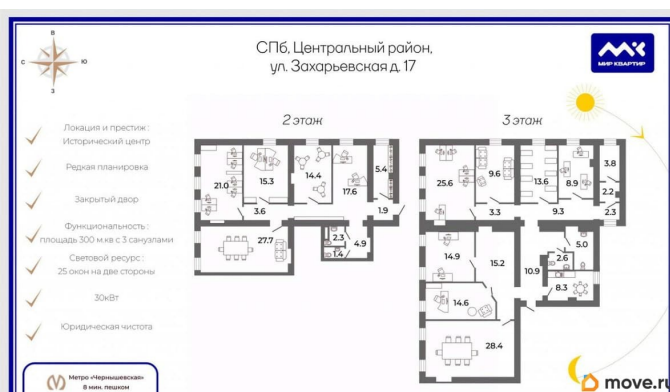 СПб, Центральный район,
ул. Захарьевская д. 17
МК
МИР КВАРТИР
В
С
Ю
З
Локация и престиж:
Исторический центр
Редкая планировка
Закрытый двор
Функциональность:
площадь 300 м.кв с 3 санузлами
Световой ресурс:
25 окон на две стороны
30кВт
Юридическая чистота
Метро «Чернышевская»
8 мин. пешком
2 этаж
21.0
15.3
14.4
17.6
5.4
3.6
1.9
27.7
2.3
1.4
4.9
3 этаж
25.6
9.6
13.6
8.9
3.8
2.2
3.3
9.3
2.3
14.9
15.2
10.9
2.6
5.0
14.6
8.3
28.4
move.ru